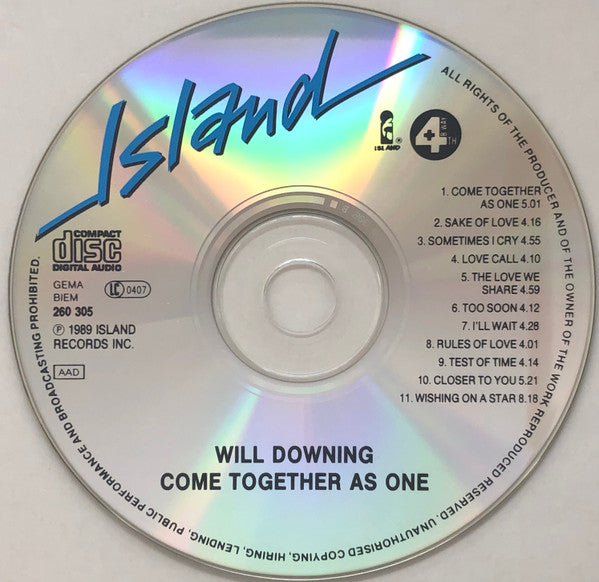 Island
ISLAND ®
4
TH
B'WAY
COMPACT
disc
DIGITAL AUDIO
GEMA
BIEM
LC 0407
260 305
℗ 1989 ISLAND
RECORDS INC.
AAD
1. COME TOGETHER
AS ONE 5.01
2. SAKE OF LOVE 4.16
3. SOMETIMES I CRY 4.55
4. LOVE CALL 4.10
5. THE LOVE WE
SHARE 4.59
6. TOO SOON 4.12
7. I'LL WAIT 4.28
8. RULES OF LOVE 4.01
9. TEST OF TIME 4.14
10. CLOSER TO YOU 5.21
11. WISHING ON A STAR 8.18
WILL DOWNING
COME TOGETHER AS ONE
ALL RIGHTS OF THE PRODUCER AND OF THE OWNER OF THE WORK REPRODUCED RESERVED. UNAUTHORISED COPYING, HIRING, LENDING, PUBLIC PERFORMANCE AND BROADCASTING PROHIBITED.